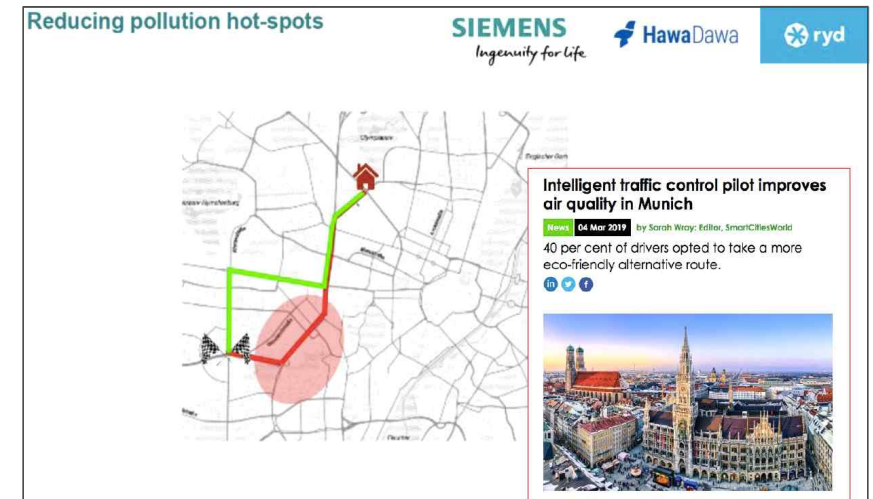 Reducing pollution hot-spots
SIEMENS
Ingenuity for life
HawaDawa
ryd
Intelligent traffic control pilot improves
air quality in Munich
News 04 Mar 2019 by Sarah Wray: Editor, SmartCitiesWorld
40 per cent of drivers opted to take a more
eco-friendly alternative route.
in f